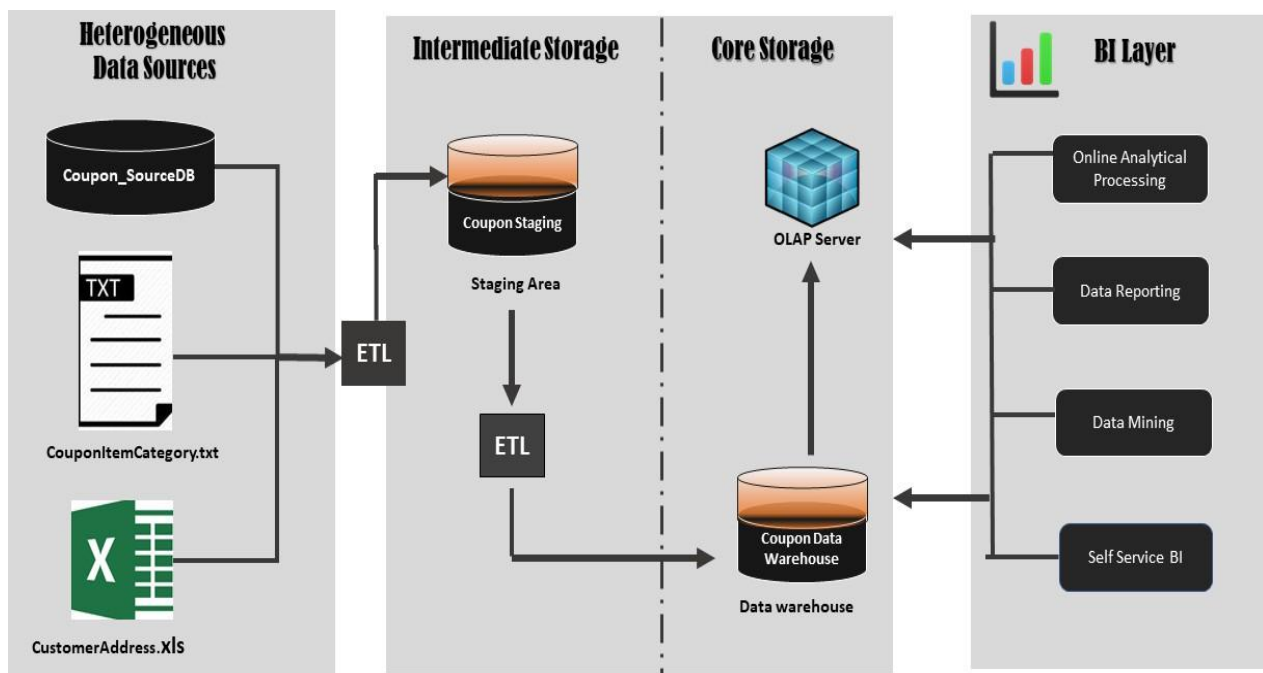 Heterogeneous
Data Sources
Coupon_SourceDB
TXT
CouponItemCategory.txt
X
CustomerAddress.xls
ETL
Intermediate Storage
Coupon Staging
Staging Area
ETL
Core Storage
OLAP Server
Coupon Data
Warehouse
Data warehouse
BI Layer
Online Analytical
Processing
Data Reporting
Data Mining
Self Service BI